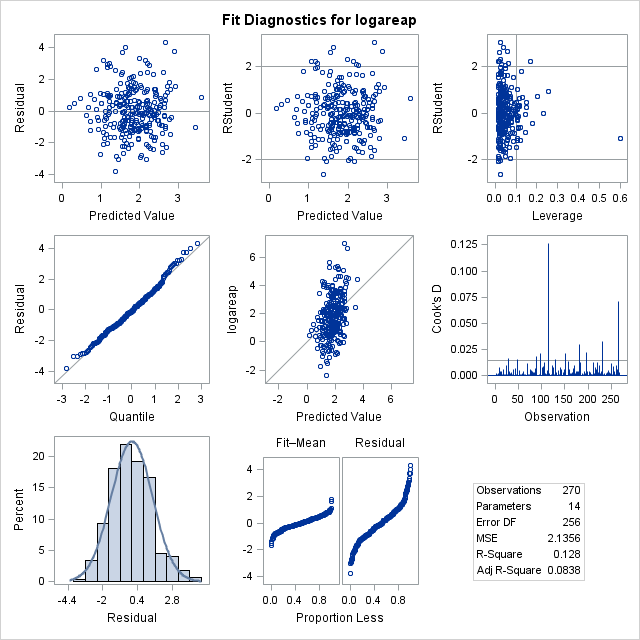 Fit Diagnostics for logareap
4
2
0
-2
-4
Residual
0 1 2 3
Predicted Value
2
0
-2
RStudent
0 1 2 3
Predicted Value
2
0
-2
RStudent
0.0 0.1 0.2 0.3 0.4 0.5 0.6
Leverage
4
2
0
-2
-4
Residual
-3 -2 -1 0 1 2 3
Quantile
6
4
2
0
-2
logareap
-2 0 2 4 6
Predicted Value
0.125
0.100
0.075
0.050
0.025
0.000
Cook's D
0 50 100 150 200 250
Observation
20
15
10
5
0
Percent
-4.4 -2 0.4 2.8
Residual
Fit–Mean Residual
4
2
0
-2
-4
0.0 0.4 0.8 0.0 0.4 0.8
Proportion Less
Observations 270
Parameters 14
Error DF 256
MSE 2.1356
R-Square 0.128
Adj R-Square 0.0838